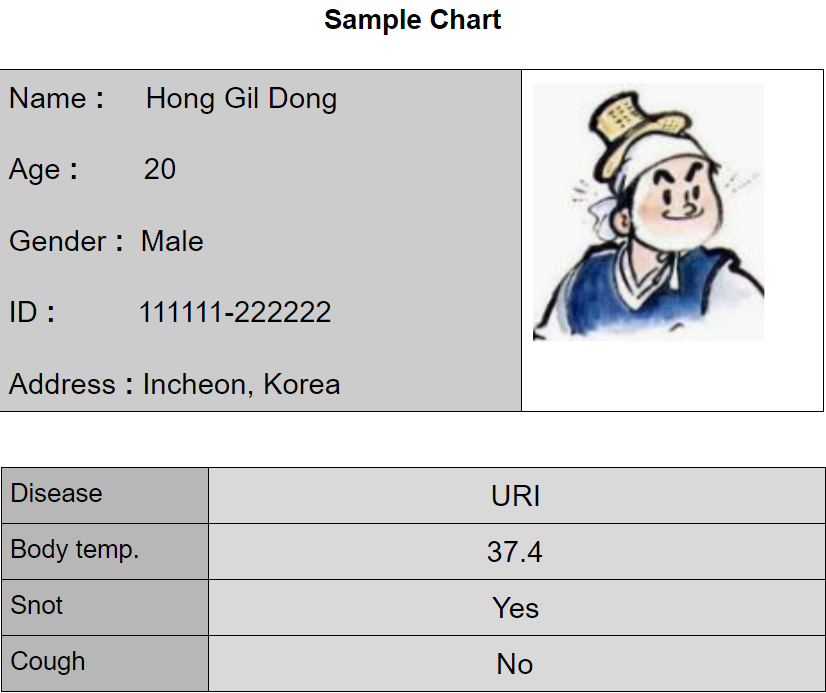 Sample Chart
Name : Hong Gil Dong
Age : 20
Gender : Male
ID : 111111-222222
Address : Incheon, Korea
Disease URI
Body temp. 37.4
Snot Yes
Cough No